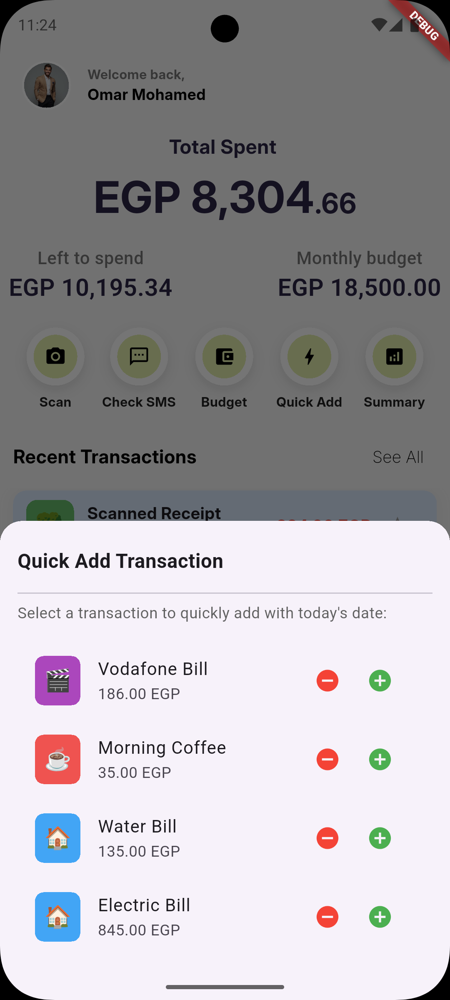 11:24
DEBUG
Welcome back,
Omar Mohamed
Total Spent
EGP 8,304.66
Left to spend
Monthly budget
EGP 10,195.34
EGP 18,500.00
Scan
Check SMS
Budget
Quick Add
Summary
Recent Transactions
See All
Scanned Receipt
Quick Add Transaction
Select a transaction to quickly add with today's date:
Vodafone Bill
186.00 EGP
Morning Coffee
35.00 EGP
Water Bill
135.00 EGP
Electric Bill
845.00 EGP